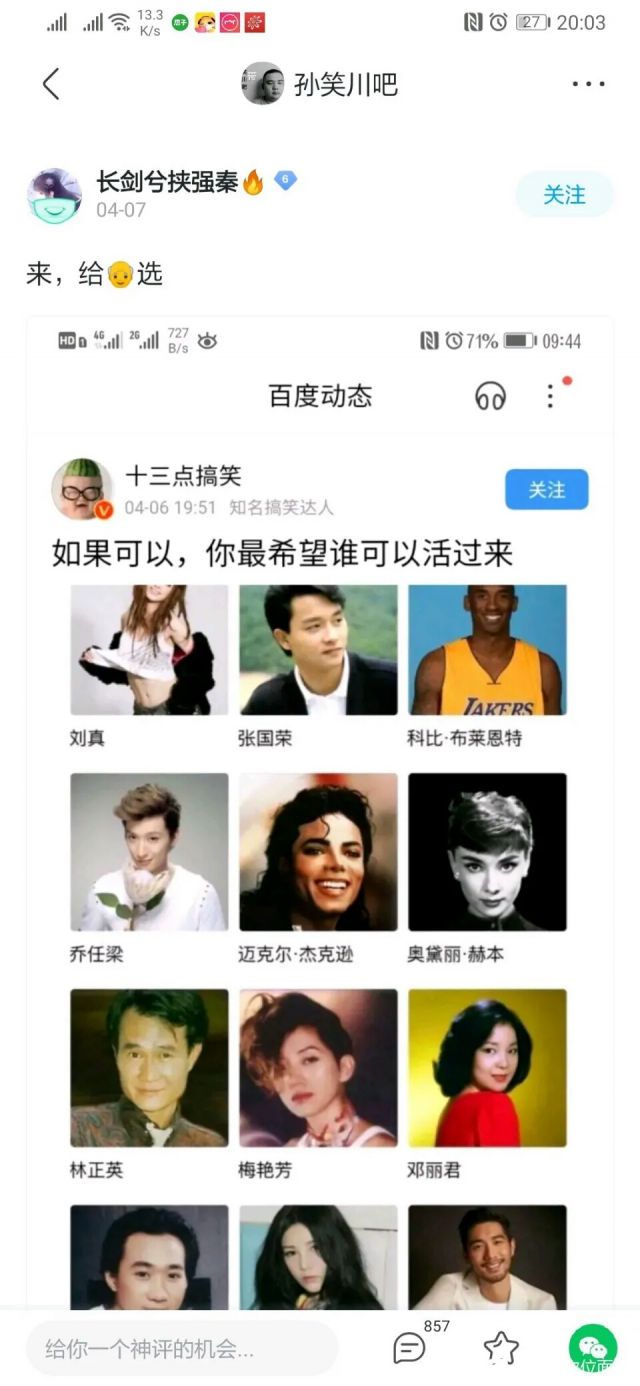 13.3
K/s
27
20:03
孙笑川吧
长剑兮挟强秦🔥 6
04-07
关注
来，给👴选
HD 4G 2G 727
B/s
71% 09:44
百度动态
十三点搞笑
04-06 19:51 知名搞笑达人
关注
如果可以，你最希望谁可以活过来
LAKERS
刘真
张国荣
科比·布莱恩特
乔任梁
迈克尔·杰克逊
奥黛丽·赫本
林正英
梅艳芳
邓丽君
857
给你一个神评的机会...